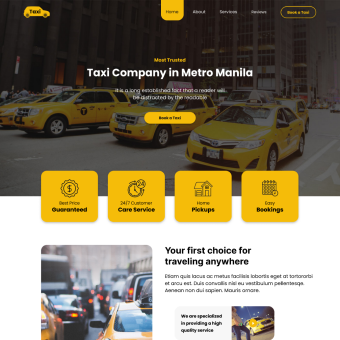 Taxi
Home
About
Services
Reviews
Book a Taxi
Most Trusted
Taxi Company in Metro Manila
It is a long established fact that a reader will
be distracted by the readable
Book a Taxi
Best Price
Guaranteed
24/7 Customer
Care Service
Home
Pickups
Easy
Bookings
Your first choice for
traveling anywhere
Etiam quis lacus ac metus facilisis lobortis eget at tortororbi
et arcu est. Duis convallis nisl eu vestibulum pellentesqe.
Aenean non dui sapien. Mauris ornare.
We are specialized
in providing a high
quality service